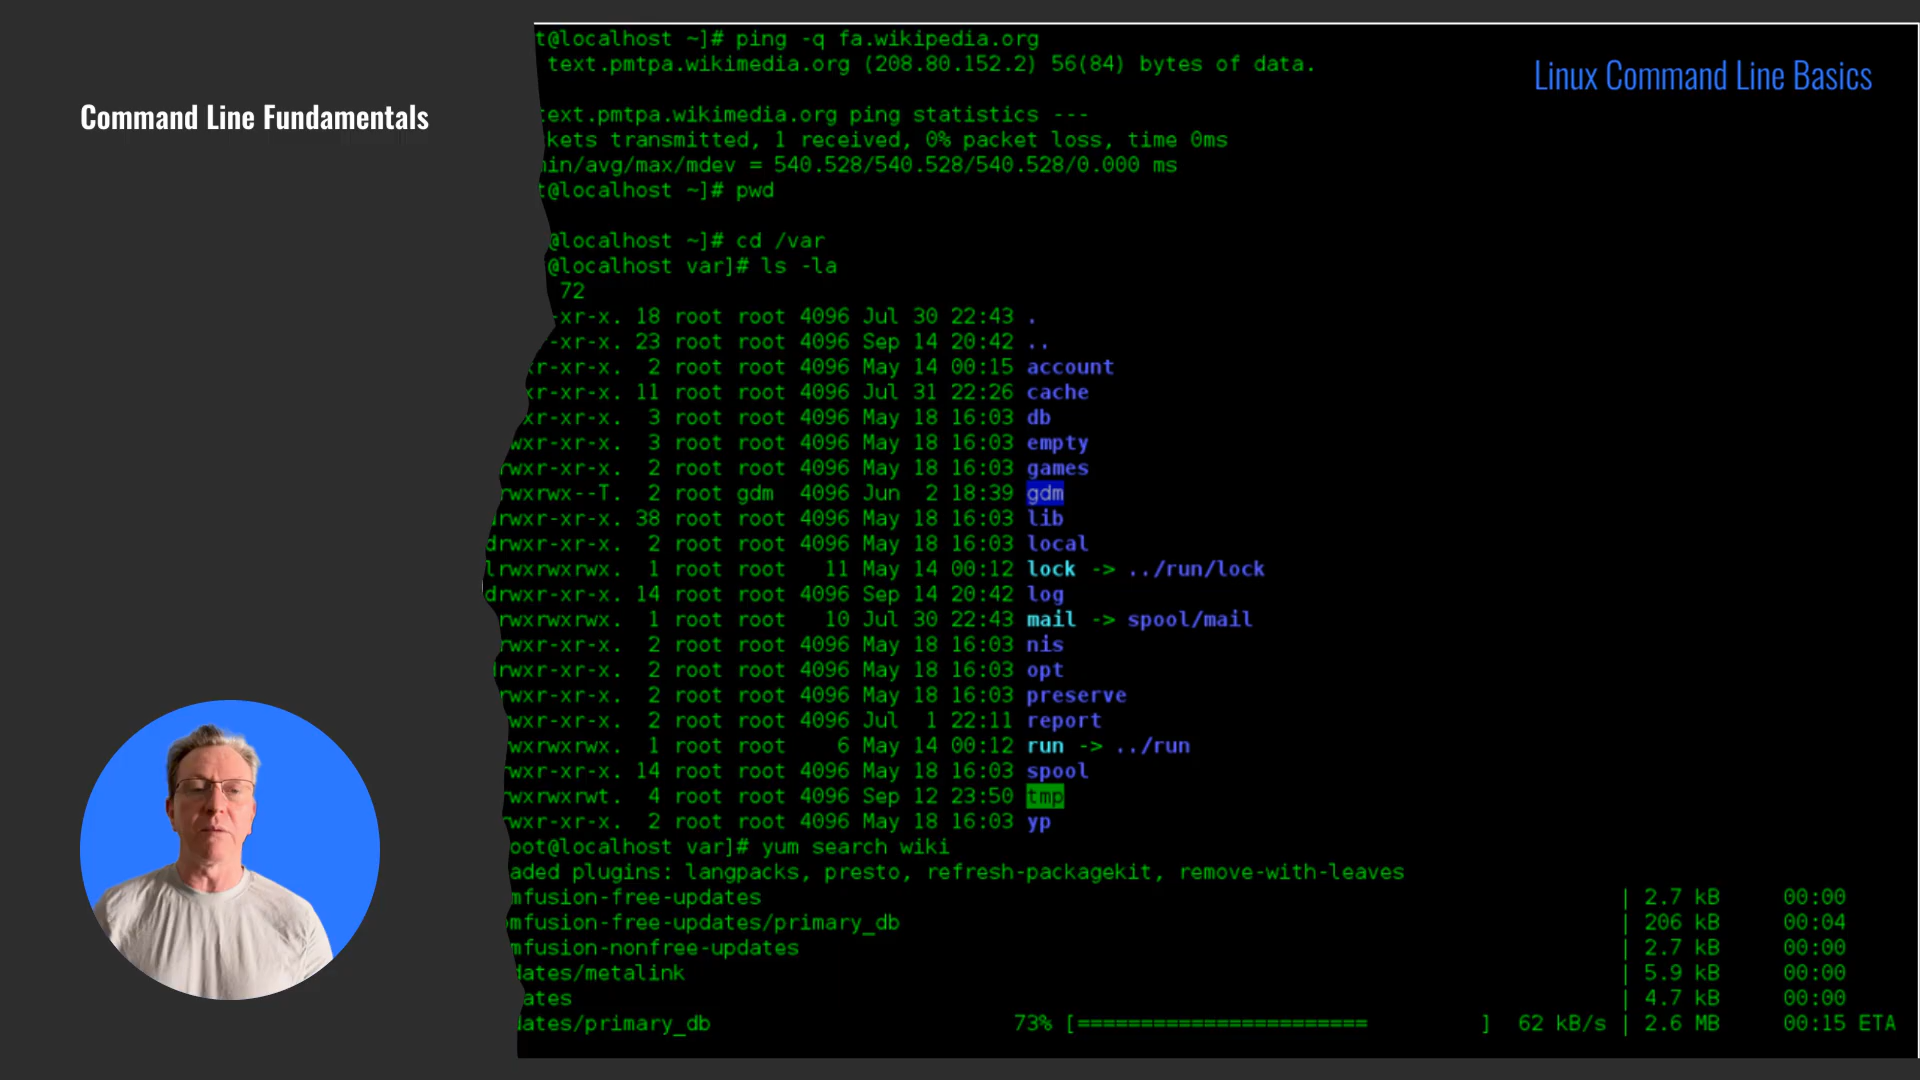 Command Line Fundamentals
Linux Command Line Basics
t@localhost ~]# ping -q fa.wikipedia.org
text.pmtpa.wikimedia.org (208.80.152.2) 56(84) bytes of data.
text.pmtpa.wikimedia.org ping statistics ---
kets transmitted, 1 received, 0% packet loss, time 0ms
min/avg/max/mdev = 540.528/540.528/540.528/0.000 ms
t@localhost ~]# pwd
@localhost ~]# cd /var
@localhost var]# ls -la
72
-xr-x. 18 root root 4096 Jul 30 22:43 .
-xr-x. 23 root root 4096 Sep 14 20:42 ..
xr-xr-x. 2 root root 4096 May 14 00:15 account
xr-xr-x. 11 root root 4096 Jul 31 22:26 cache
xr-xr-x. 3 root root 4096 May 18 16:03 db
wxr-xr-x. 3 root root 4096 May 18 16:03 empty
rwxr-xr-x. 2 root root 4096 May 18 16:03 games
rwxrwx--T. 2 root gdm 4096 Jun 2 18:39 gdm
drwxr-xr-x. 38 root root 4096 May 18 16:03 lib
drwxr-xr-x. 2 root root 4096 May 18 16:03 local
lrwxrwxrwx. 1 root root 11 May 14 00:12 lock -> ../run/lock
drwxr-xr-x. 14 root root 4096 Sep 14 20:42 log
rwxrwxrwx. 1 root root 10 Jul 30 22:43 mail -> spool/mail
rwxr-xr-x. 2 root root 4096 May 18 16:03 nis
drwxr-xr-x. 2 root root 4096 May 18 16:03 opt
rwxr-xr-x. 2 root root 4096 May 18 16:03 preserve
wxr-xr-x. 2 root root 4096 Jul 1 22:11 report
wxrwxrwx. 1 root root 6 May 14 00:12 run -> ../run
wxr-xr-x. 14 root root 4096 May 18 16:03 spool
rwxrwxrwt. 4 root root 4096 Sep 12 23:50 tmp
rwxr-xr-x. 2 root root 4096 May 18 16:03 yp
oot@localhost var]# yum search wiki
aded plugins: langpacks, presto, refresh-packagekit, remove-with-leaves
mfusion-free-updates | 2.7 kB 00:00
mfusion-free-updates/primary_db | 206 kB 00:04
mfusion-nonfree-updates | 2.7 kB 00:00
dates/metalink | 5.9 kB 00:00
ates | 4.7 kB 00:00
dates/primary_db 73% [======================= ] 62 kB/s | 2.6 MB 00:15 ETA